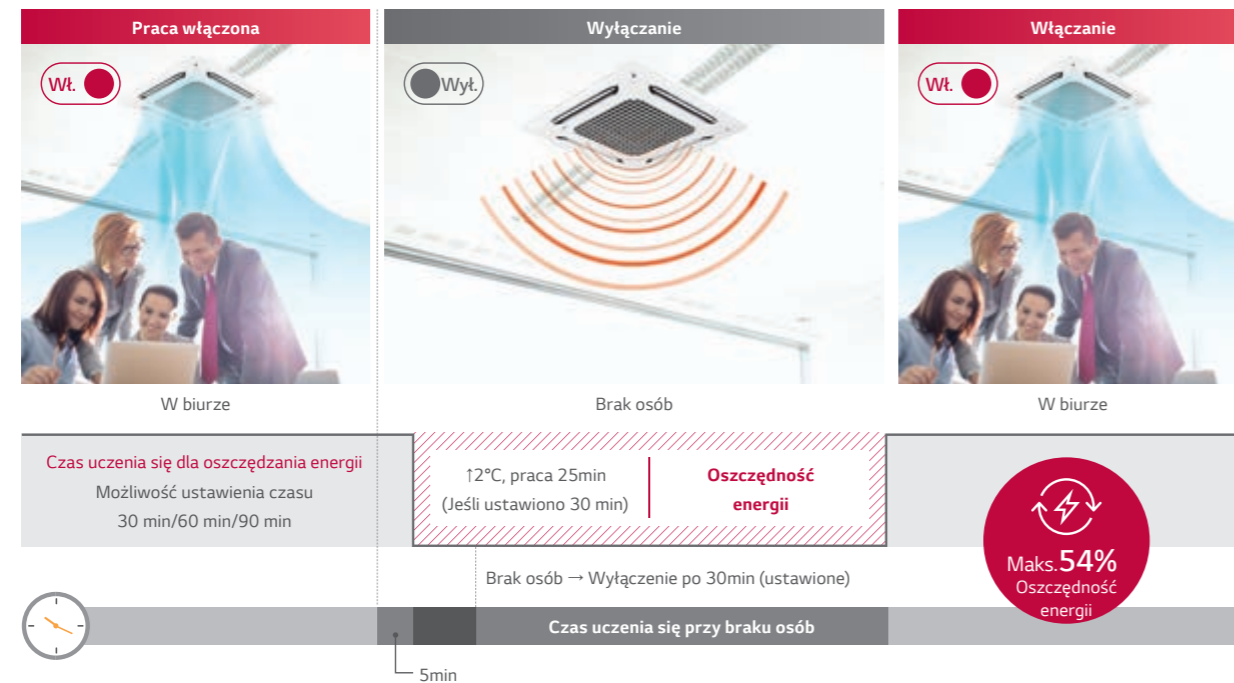 Praca włączona
Wyłączanie
Włączanie
Wł.
Wył.
Wł.
W biurze
Brak osób
W biurze
Czas uczenia się dla oszczędzania energii
Możliwość ustawienia czasu
30 min/60 min/90 min
↑2°C, praca 25min
(Jeśli ustawiono 30 min)
Oszczędność
energii
Maks.54%
Oszczędność
energii
Brak osób → Wyłączenie po 30min (ustawione)
Czas uczenia się przy braku osób
5min